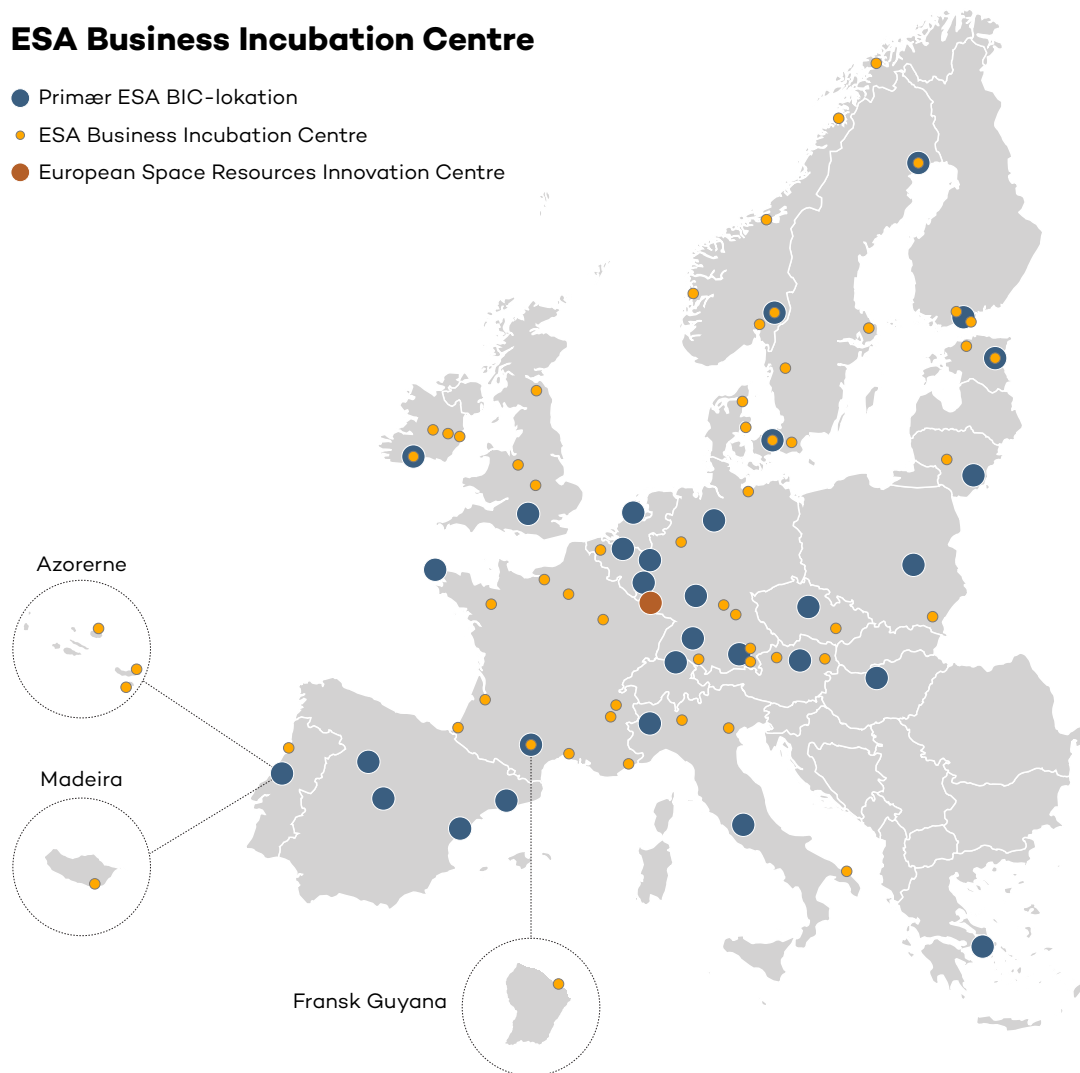 ESA Business Incubation Centre
Primær ESA BIC-lokation
ESA Business Incubation Centre
European Space Resources Innovation Centre
Azorerne
Madeira
Fransk Guyana